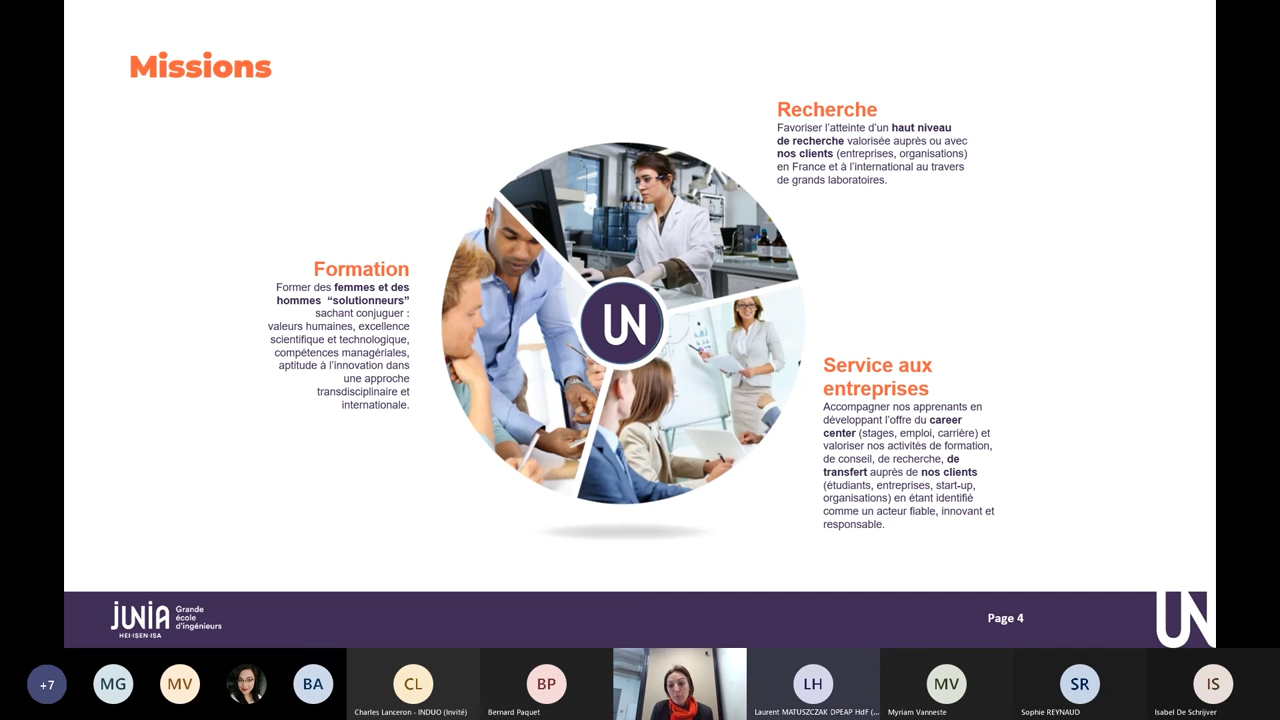 Missions
Recherche
Favoriser l’atteinte d’un haut niveau
de recherche valorisée auprès ou avec
nos clients (entreprises, organisations)
en France et à l’international au travers
de grands laboratoires.
Formation
Former des femmes et des
hommes “solutionneurs”
sachant conjuguer :
valeurs humaines, excellence
scientifique et technologique,
compétences managériales,
aptitude à l’innovation dans
une approche
transdisciplinaire et
internationale.
UN
Service aux
entreprises
Accompagner nos apprenants en
développant l’offre du career
center (stages, emploi, carrière) et
valoriser nos activités de formation,
de conseil, de recherche, de
transfert auprès de nos clients
(étudiants, entreprises, start-up,
organisations) en étant identifié
comme un acteur fiable, innovant et
responsable.
JUNIA
HEI·ISEN·ISA
Grande
école
d'ingénieurs
Page 4
UN
+7
MG
MV
BA
CL
Charles Lanceron - INDUO (Invité)
BP
Bernard Paquet
LH
Laurent MATUSZCZAK DPEAP HdF (...
MV
Myriam Vanneste
SR
Sophie REYNAUD
IS
Isabel De Schrijver